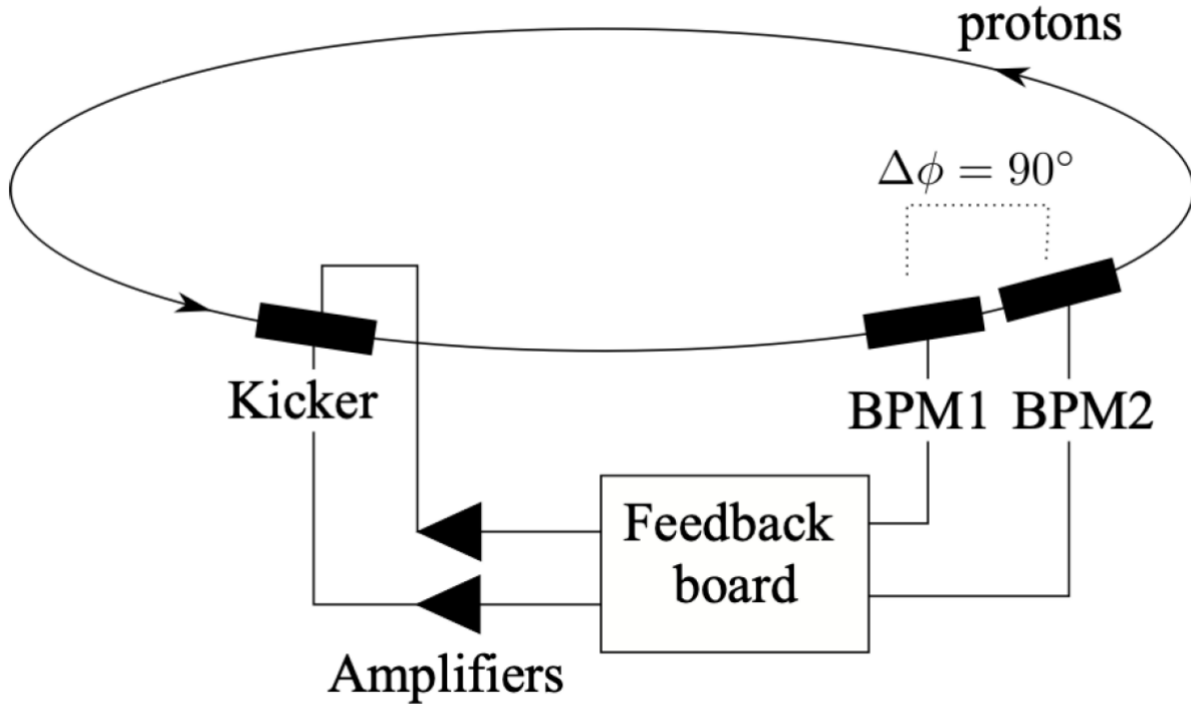 protons
Δϕ = 90°
Kicker
BPM1
BPM2
Feedback
board
Amplifiers